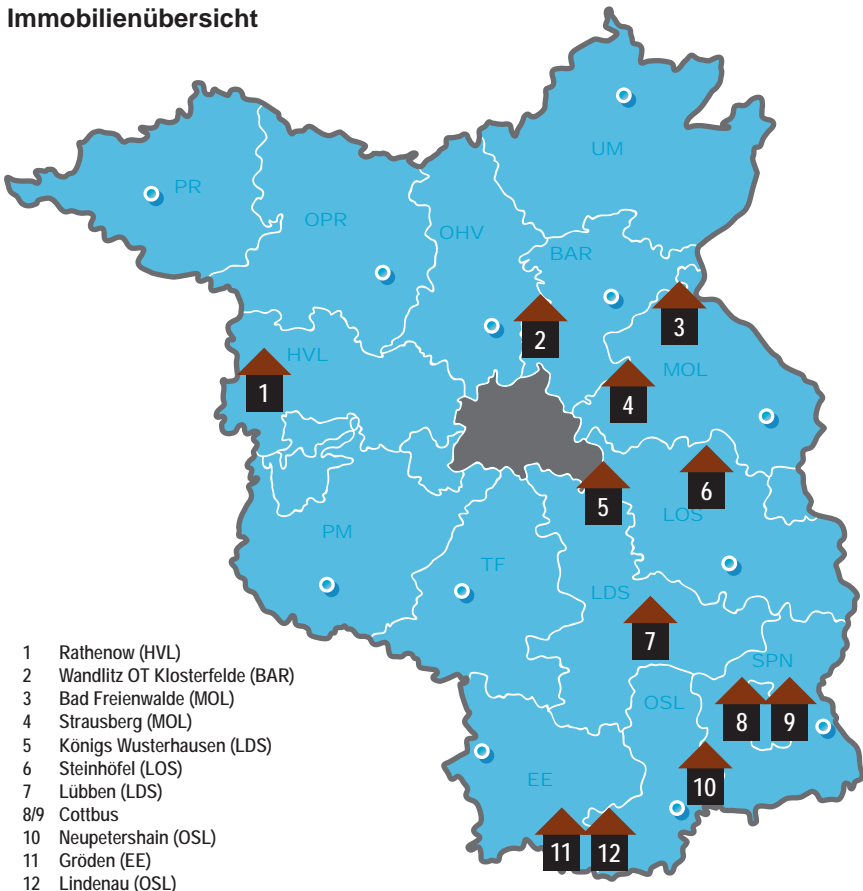 Immobilienübersicht
UM
PR
OPR
OHV
BAR
2
3
HVL
1
MOL
4
6
5
LOS
PM
TF
LDS
7
SPN
OSL
8
9
10
EE
11
12
1 Rathenow (HVL)
2 Wandlitz OT Klosterfelde (BAR)
3 Bad Freienwalde (MOL)
4 Strausberg (MOL)
5 Königs Wusterhausen (LDS)
6 Steinhöfel (LOS)
7 Lübben (LDS)
8/9 Cottbus
10 Neupetershain (OSL)
11 Gröden (EE)
12 Lindenau (OSL)